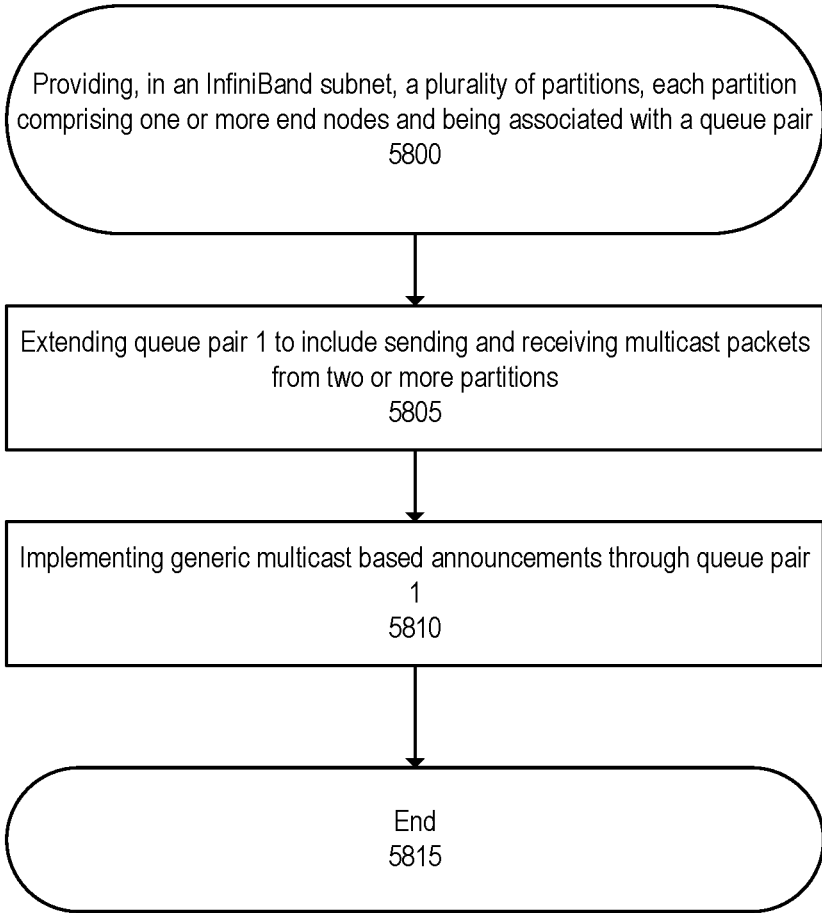 Providing, in an InfiniBand subnet, a plurality of partitions, each partition
comprising one or more end nodes and being associated with a queue pair
5800
Extending queue pair 1 to include sending and receiving multicast packets
from two or more partitions
5805
Implementing generic multicast based announcements through queue pair
1
5810
End
5815